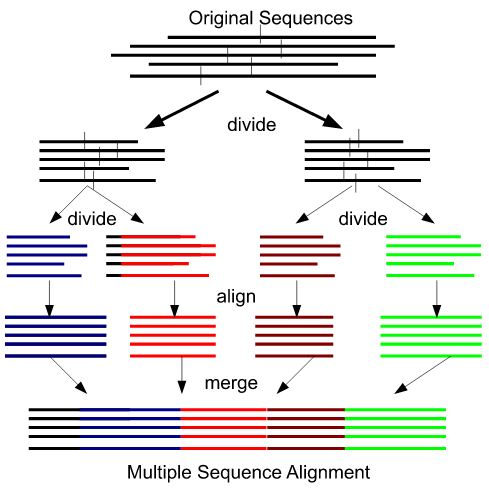 Original Sequences
divide
divide
divide
align
merge
Multiple Sequence Alignment